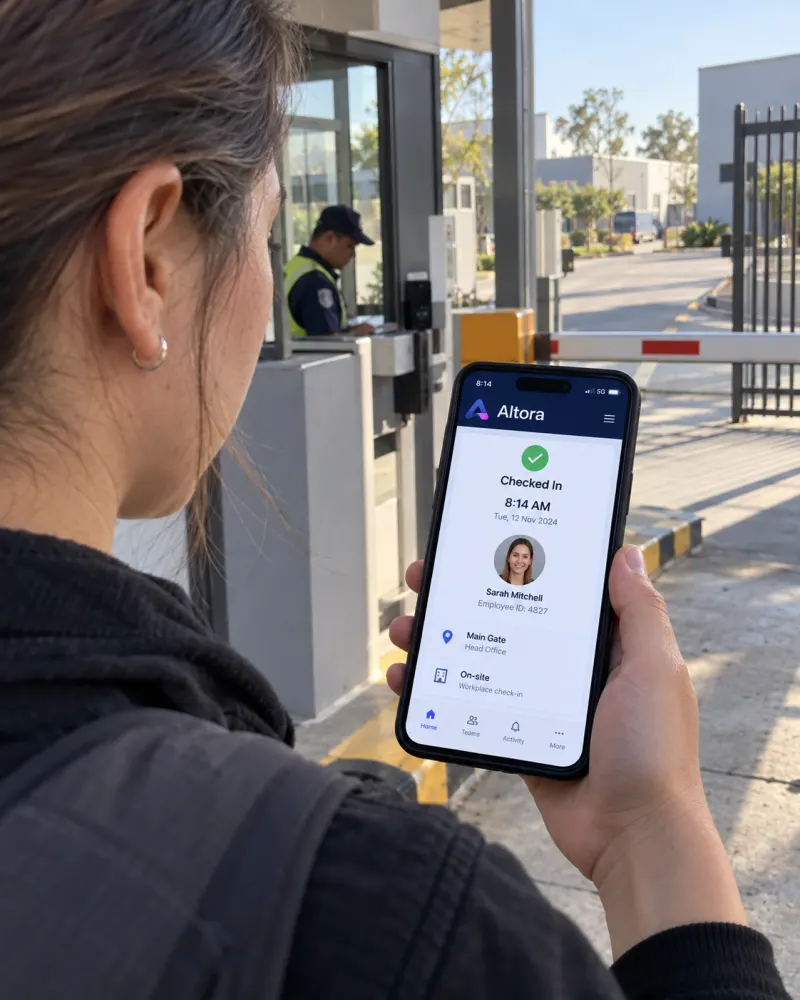 8:14
5G
Altora
Checked In
8:14 AM
Tue, 12 Nov 2024
Sarah Mitchell
Employee ID: 4827
Main Gate
Head Office
On-site
Workplace check-in
Home
Teams
Activity
More